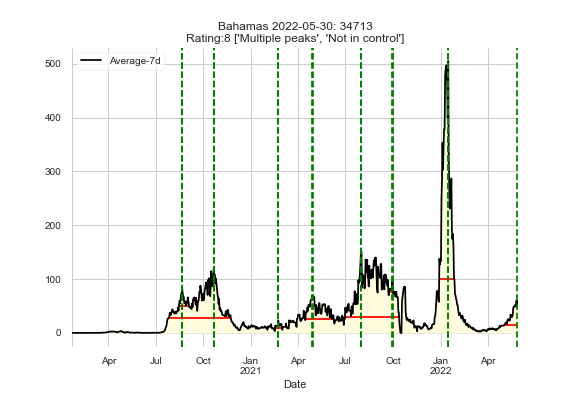 Bahamas 2022-05-30: 34713
Rating:8 ['Multiple peaks', 'Not in control']
Average-7d
500
400
300
200
100
0
Apr Jul Oct Jan Apr Jul Oct Jan Apr
2021 2022
Date